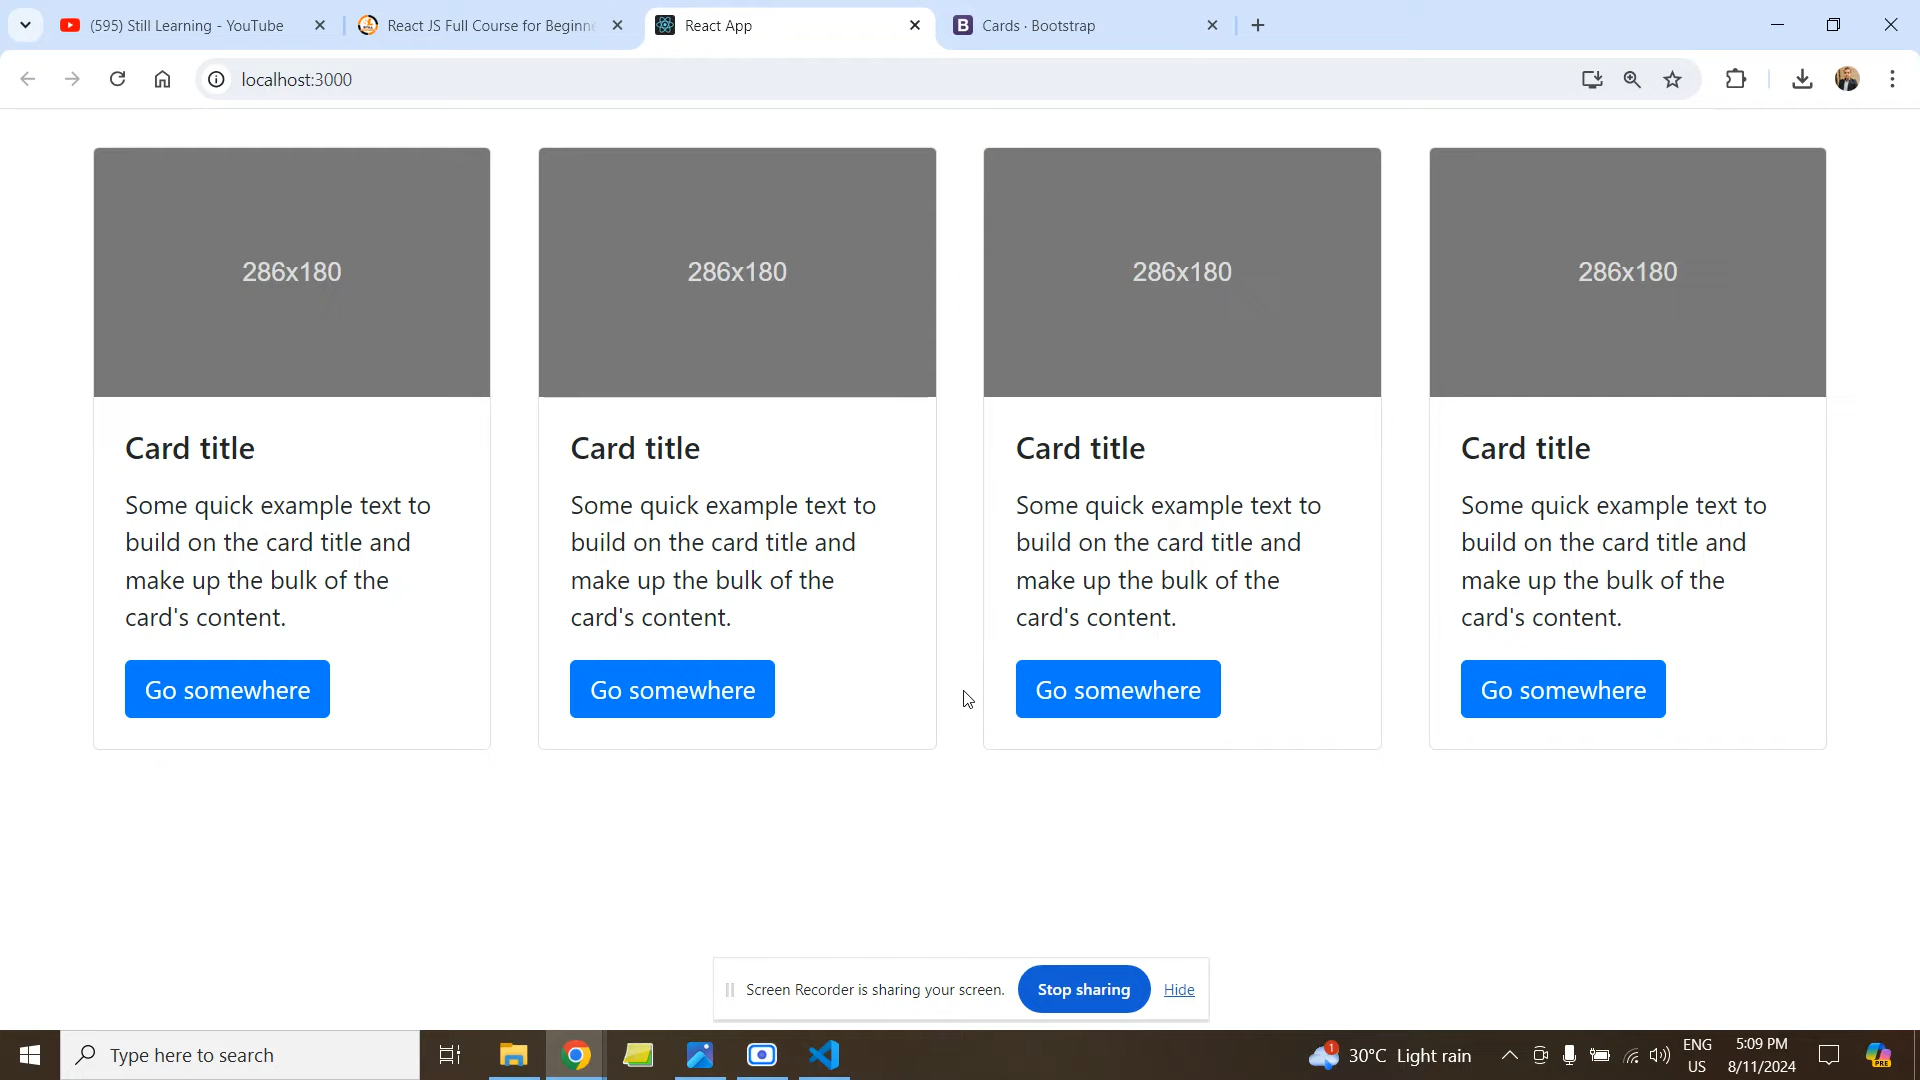 (595) Still Learning - YouTube
React JS Full Course for Beginne
React App
Cards · Bootstrap
localhost:3000
286x180
286x180
286x180
286x180
Card title
Some quick example text to
build on the card title and
make up the bulk of the
card's content.
Go somewhere
Card title
Some quick example text to
build on the card title and
make up the bulk of the
card's content.
Go somewhere
Card title
Some quick example text to
build on the card title and
make up the bulk of the
card's content.
Go somewhere
Card title
Some quick example text to
build on the card title and
make up the bulk of the
card's content.
Go somewhere
Screen Recorder is sharing your screen.
Stop sharing
Hide
Type here to search
1
30°C Light rain
ENG
US
5:09 PM
8/11/2024
PRE